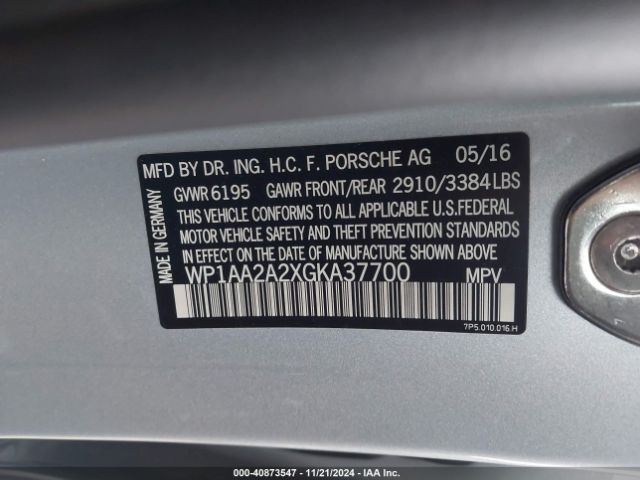 MADE IN GERMANY
MFD BY DR. ING. H.C. F. PORSCHE AG 05/16
GVWR 6195 GAWR FRONT/REAR 2910/3384LBS
THIS VEHICLE CONFORMS TO ALL APPLICABLE U.S.FEDERAL
MOTOR VEHICLE SAFETY AND THEFT PREVENTION STANDARDS
IN EFFECT ON THE DATE OF MANUFACTURE SHOWN ABOVE.
WP1AA2A2XGKA37700 MPV
7P5.010.016.H
000-40873547 - 11/21/2024 - IAA Inc.